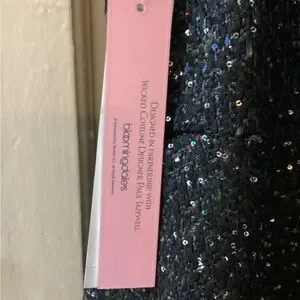 DESIGNED IN PARTNERSHIP WITH
WICKED COSTUME DESIGNER PAUL TAZEWELL
bloomingdale's